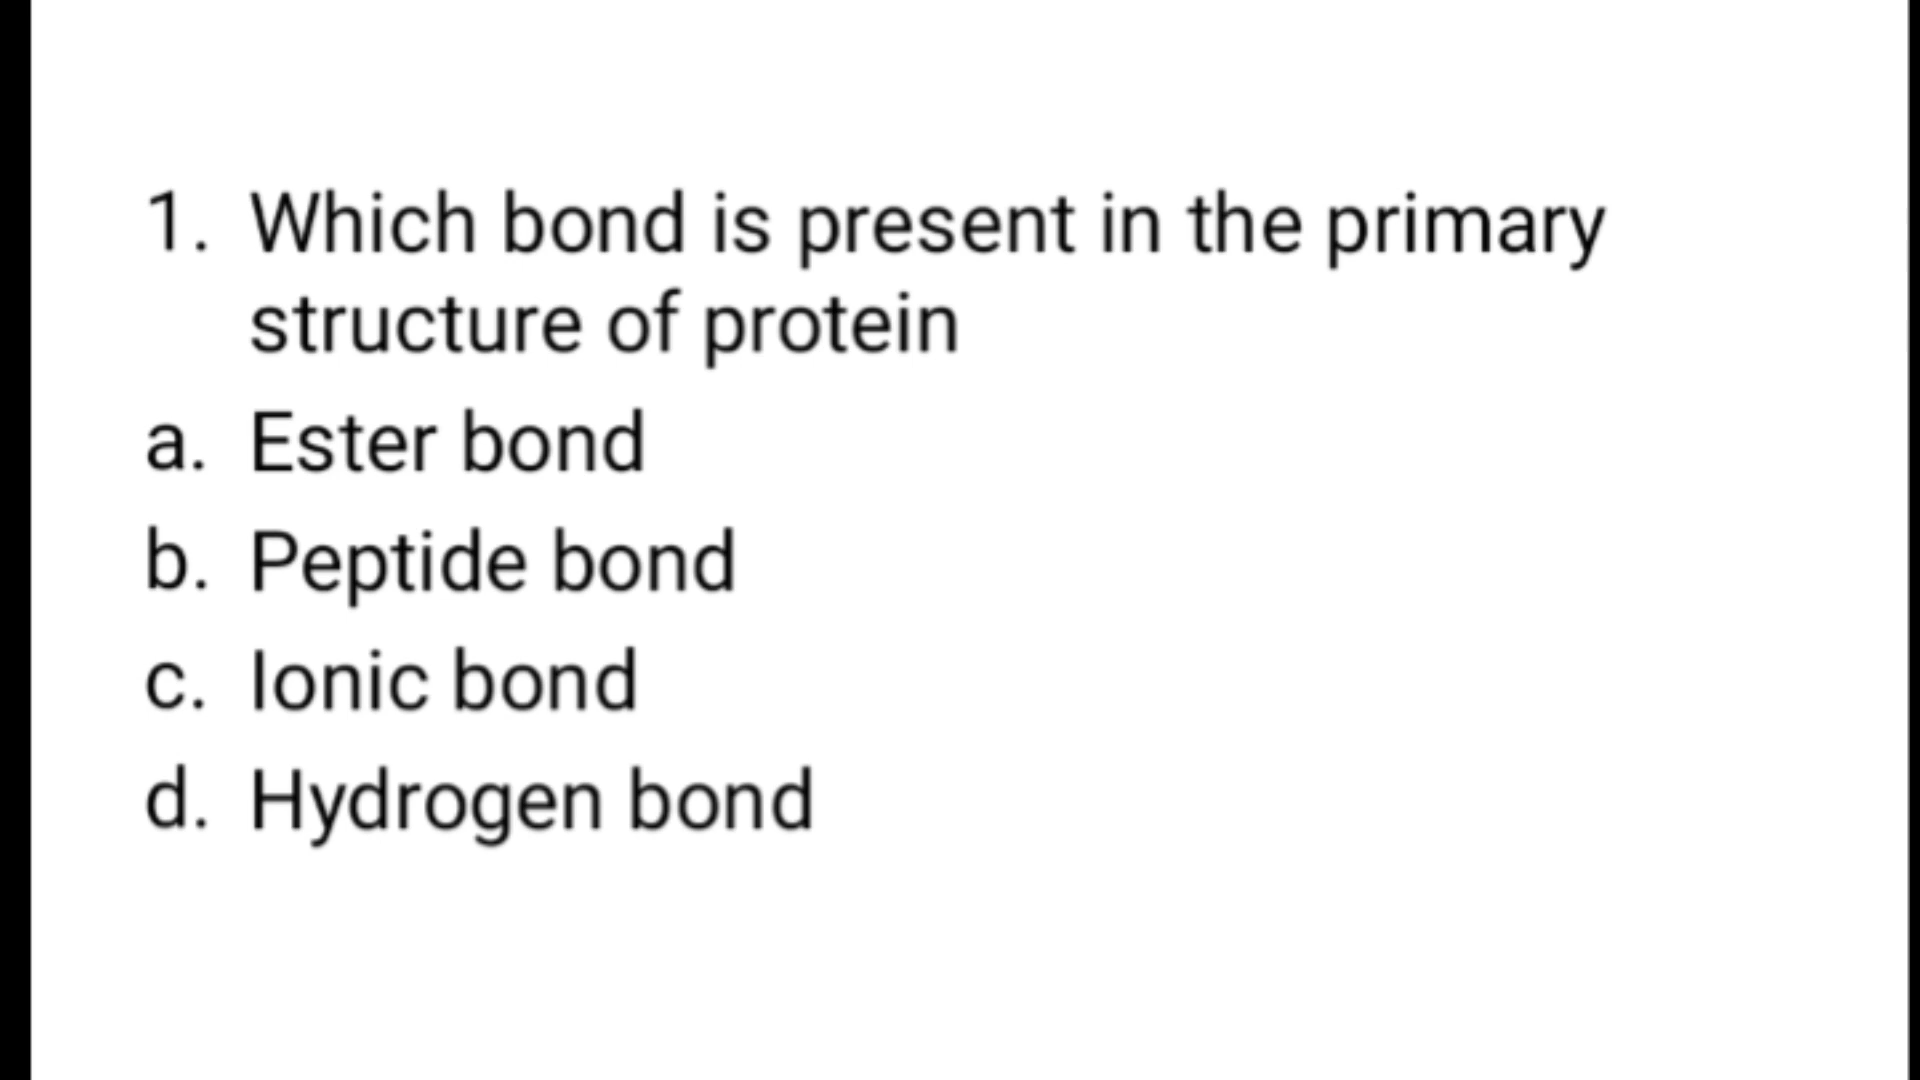 1. Which bond is present in the primary
structure of protein
a. Ester bond
b. Peptide bond
c. Ionic bond
d. Hydrogen bond